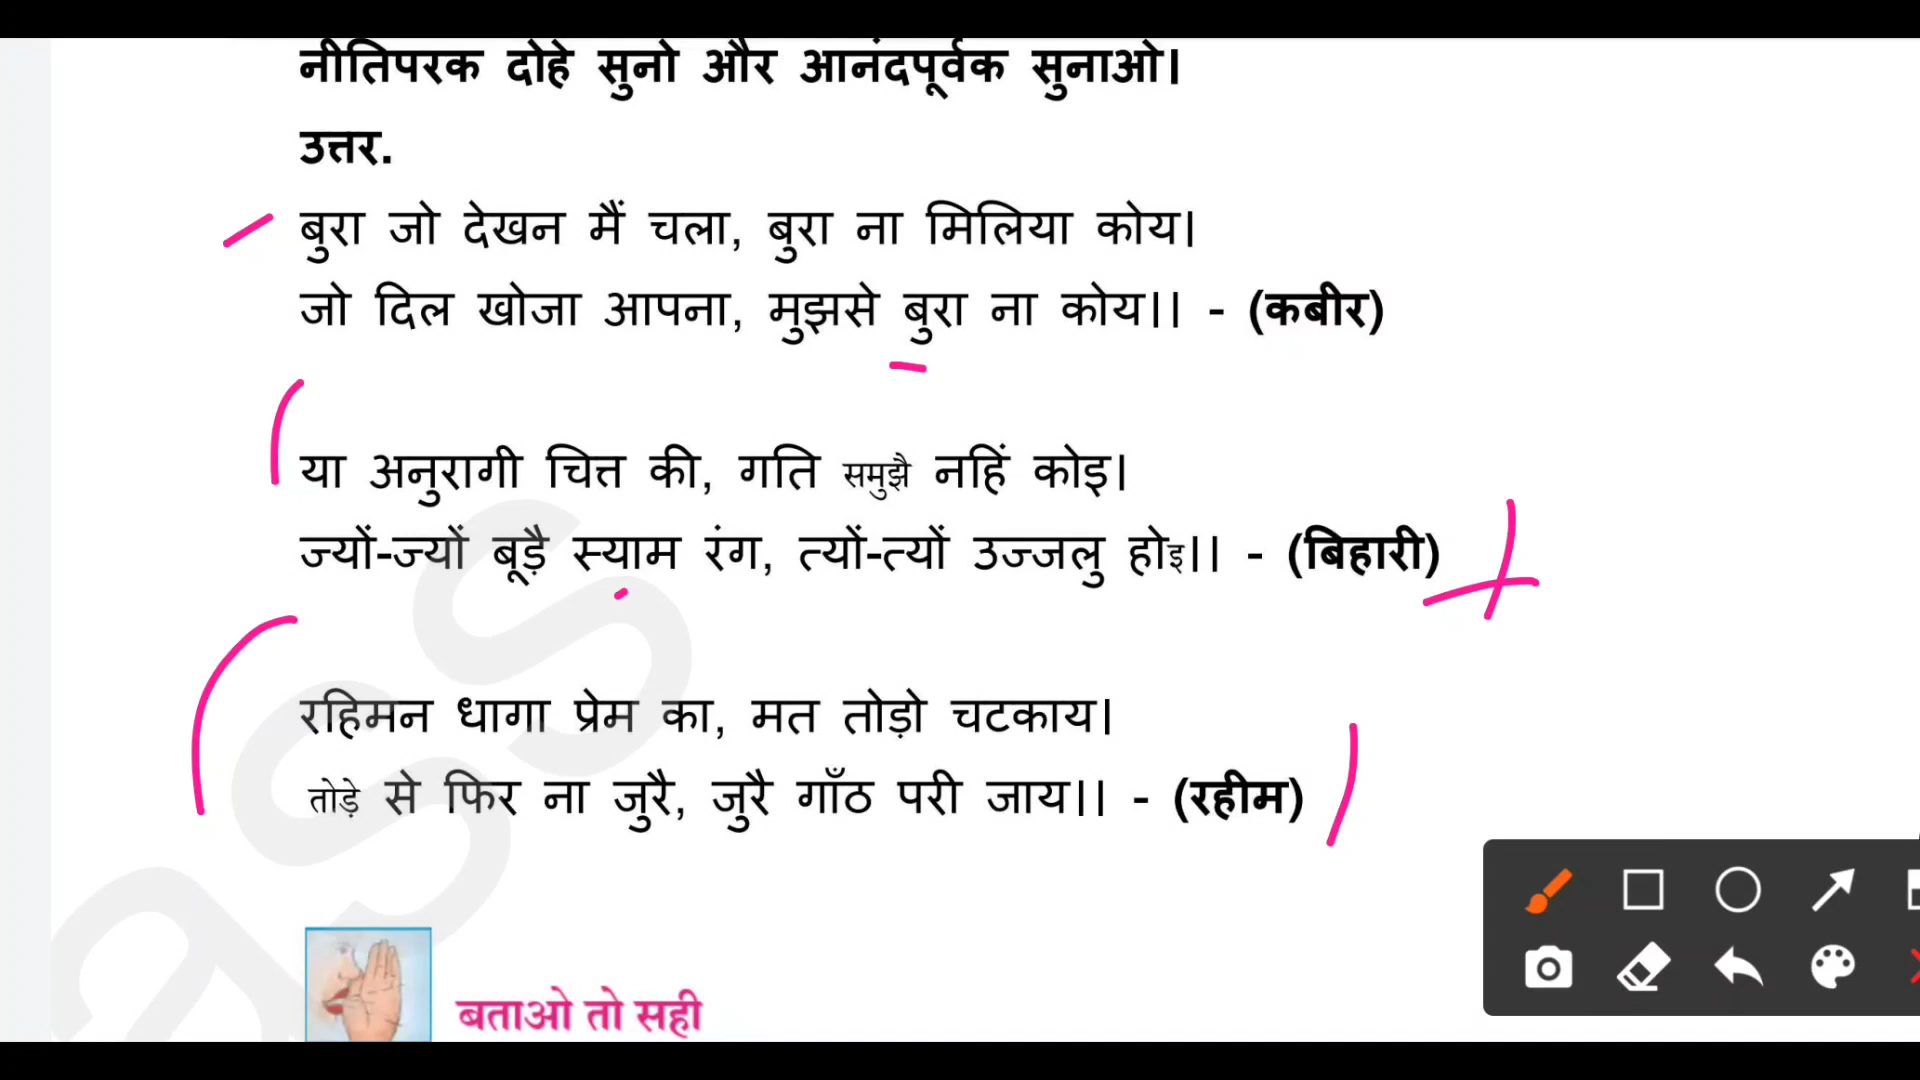 नीतिपरक दोहे सुनो और आनंदपूर्वक सुनाओ।
उत्तर.
बुरा जो देखन मैं चला, बुरा ना मिलिया कोय।
जो दिल खोजा आपना, मुझसे बुरा ना कोय।। - (कबीर)
या अनुरागी चित्त की, गति समुझै नहिं कोइ।
ज्यों-ज्यों बूड़ै स्याम रंग, त्यों-त्यों उज्जलु होइ।। - (बिहारी)
रहिमन धागा प्रेम का, मत तोड़ो चटकाय।
तोड़े से फिर ना जुरै, जुरै गाँठ परी जाय।। - (रहीम)
बताओ तो सही